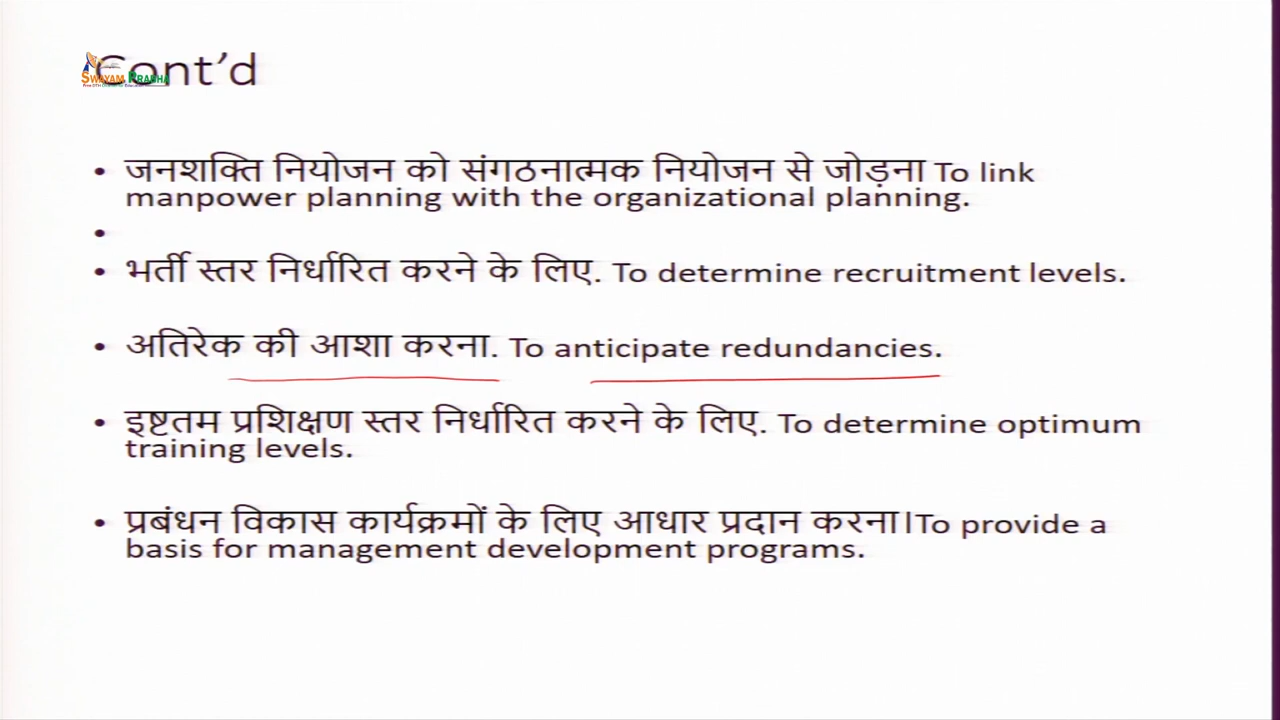 Cont'd
SWAYAM PRABHA
• जनशक्ति नियोजन को संगठनात्मक नियोजन से जोड़ना To link
manpower planning with the organizational planning.
•
• भर्ती स्तर निर्धारित करने के लिए. To determine recruitment levels.
• अतिरेक की आशा करना. To anticipate redundancies.
• इष्टतम प्रशिक्षण स्तर निर्धारित करने के लिए. To determine optimum
training levels.
• प्रबंधन विकास कार्यक्रमों के लिए आधार प्रदान करना।To provide a
basis for management development programs.